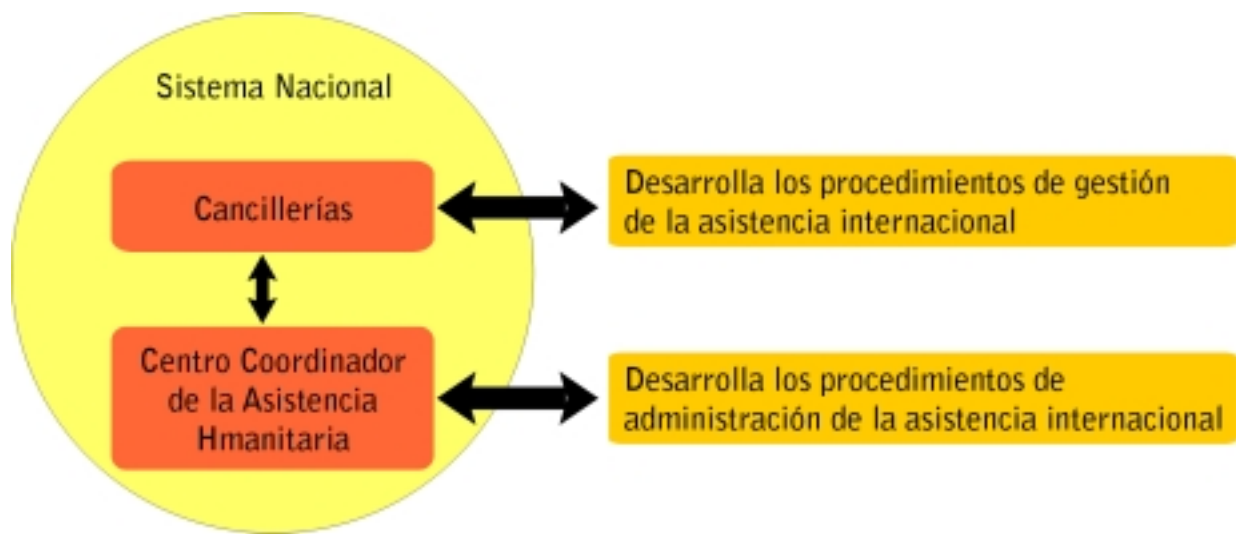 Sistema Nacional
Cancillerías
Desarrolla los procedimientos de gestión
de la asistencia internacional
Centro Coordinador
de la Asistencia
Hmanitaria
Desarrolla los procedimientos de
administración de la asistencia internacional